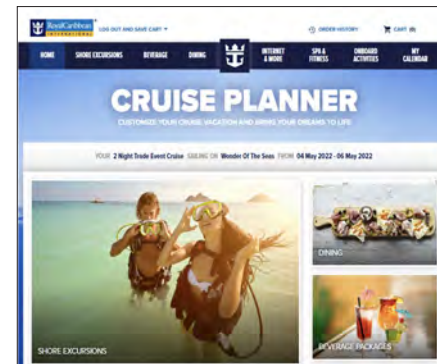 RoyalCaribbean
INTERNATIONAL
LOG OUT AND SAVE CART
ORDER HISTORY
CART (0)
HOME
SHORE EXCURSIONS
BEVERAGE
DINING
INTERNET
& MORE
SPA &
FITNESS
ONBOARD
ACTIVITIES
MY
CALENDAR
CRUISE PLANNER
CUSTOMIZE YOUR CRUISE VACATION AND BRING YOUR DREAMS TO LIFE
YOUR 2 Night Trade Event Cruise SAILING ON Wonder Of The Seas FROM 04 May 2022 - 06 May 2022
DINING
SHORE EXCURSIONS
BEVERAGE PACKAGES